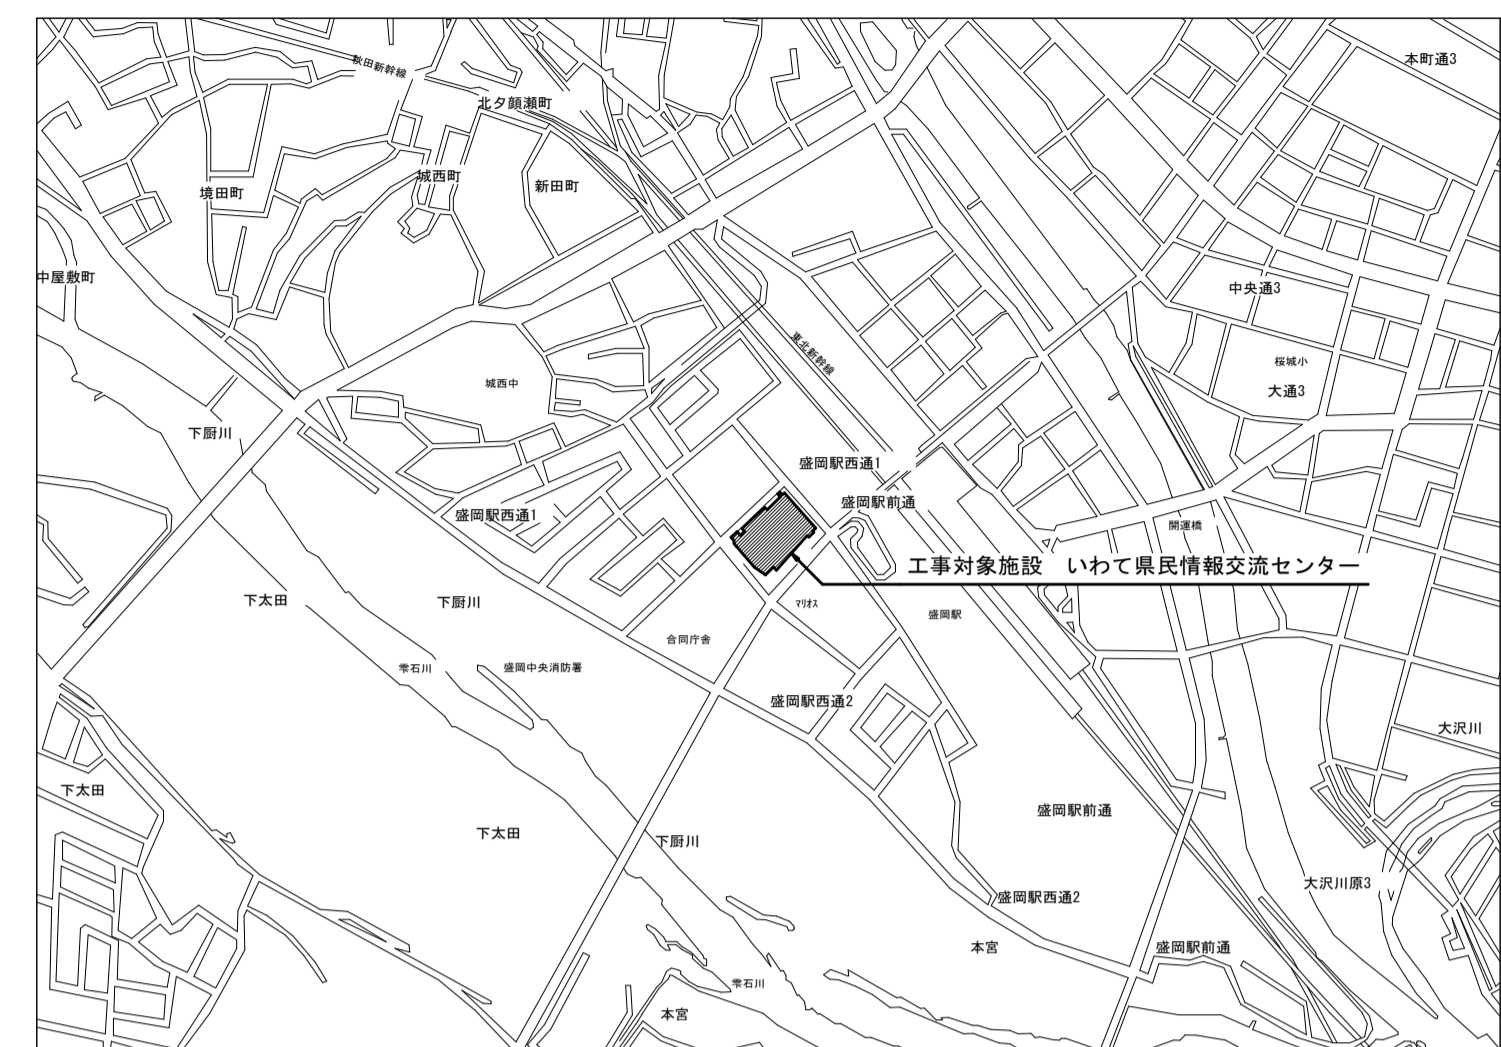 本町通3
秋田新幹線
北夕顔瀬町
城西町
新田町
境田町
中屋敷町
中央通3
東北新幹線
桜城小
城西中
大通3
下厨川
盛岡駅西通1
盛岡駅前通
盛岡駅西通1
開運橋
工事対象施設 いわて県民情報交流センター
下太田
下厨川
マリオス
盛岡駅
合同庁舎
雫石川
盛岡中央消防署
盛岡駅西通2
大沢川
下太田
盛岡駅前通
下太田
下厨川
大沢川原3
盛岡駅西通2
本宮
盛岡駅前通
雫石川
本宮